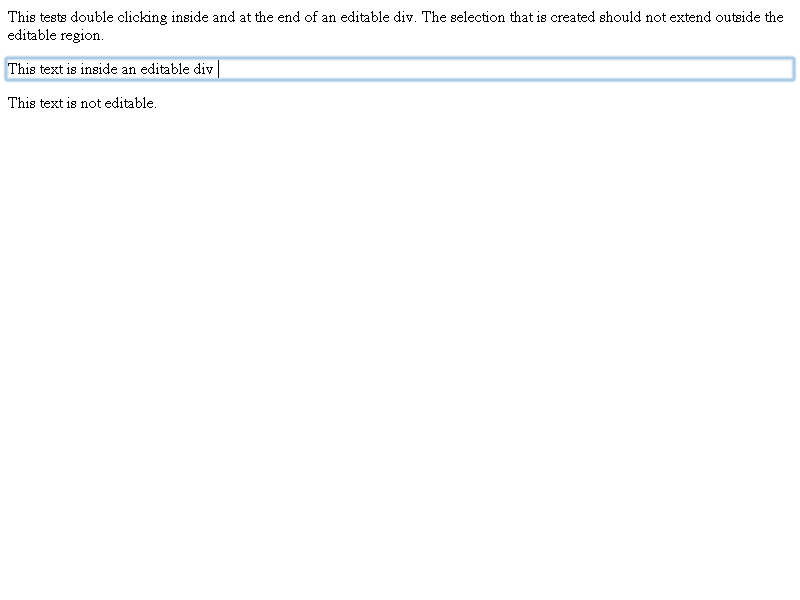 This tests double clicking inside and at the end of an editable div. The selection that is created should not extend outside the
editable region.
This text is inside an editable div
This text is not editable.